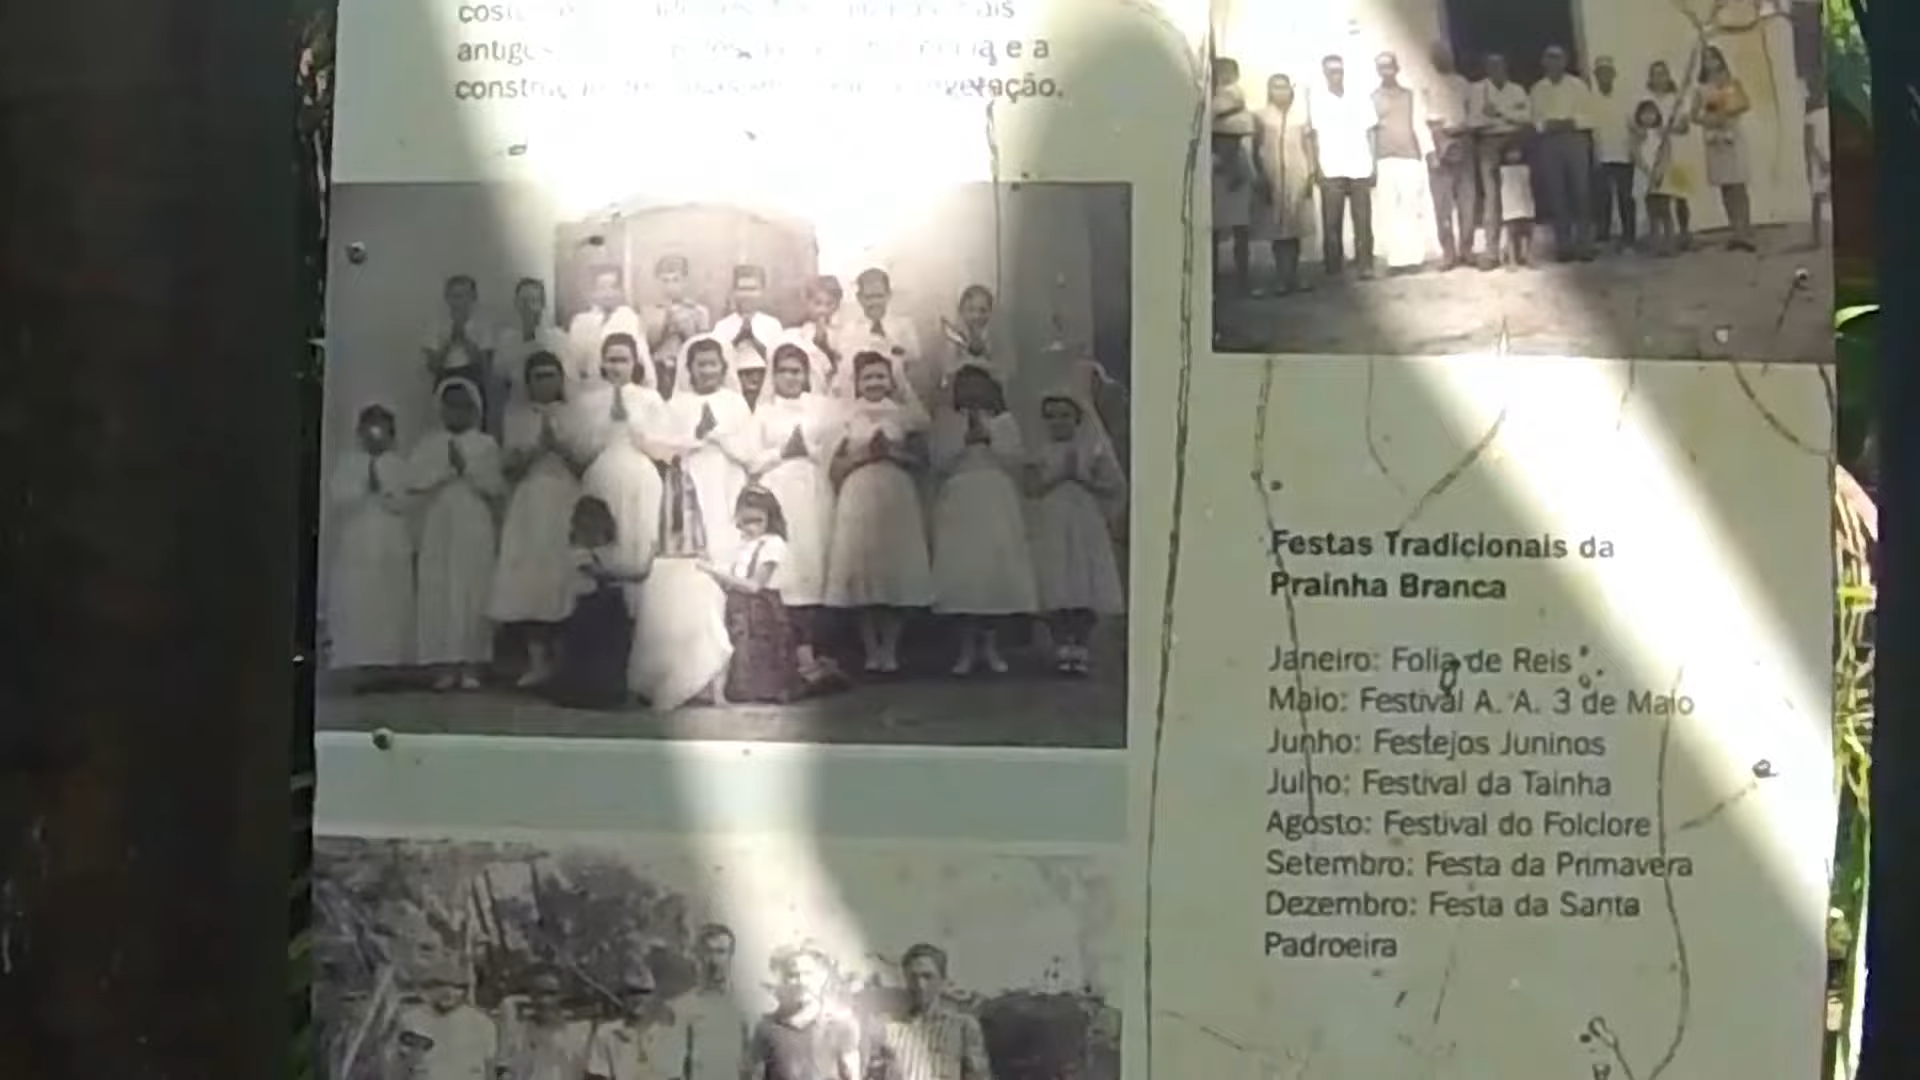 antigos e a
construção vegetação.
Festas Tradicionais da
Prainha Branca
Janeiro: Folia de Reis
Maio: Festival A. A. 3 de Maio
Junho: Festejos Juninos
Julho: Festival da Tainha
Agosto: Festival do Folclore
Setembro: Festa da Primavera
Dezembro: Festa da Santa
Padroeira